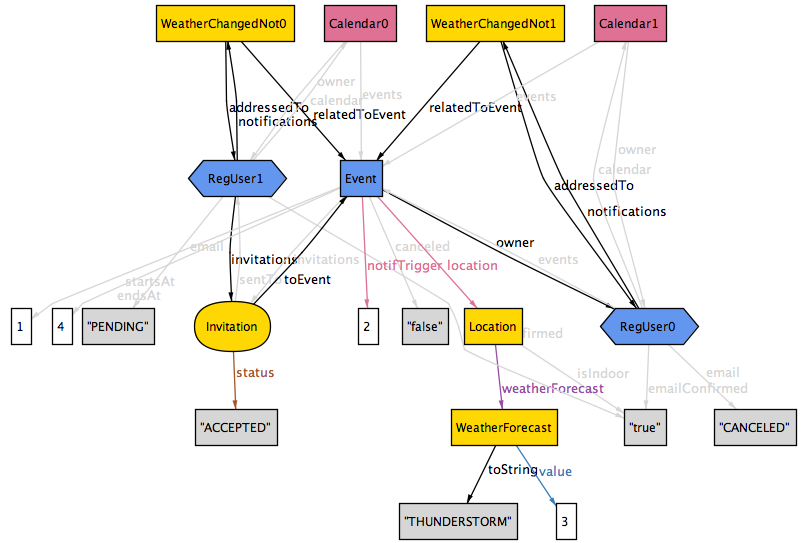 WeatherChangedNot0
Calendar0
WeatherChangedNot1
Calendar1
owner
calendar
events
addressedTo
notifications
relatedToEvent
relatedToEvent
events
owner
calendar
RegUser1
Event
addressedTo
notifications
email
invitations
canceled
owner
invitations
notifTrigger
location
events
startsAt
endsAt
sentTo
toEvent
1
4
"PENDING"
Invitation
2
"false"
Location
RegUser0
status
isIndoor
email
weatherForecast
emailConfirmed
"ACCEPTED"
WeatherForecast
"true"
"CANCELED"
toString
value
"THUNDERSTORM"
3